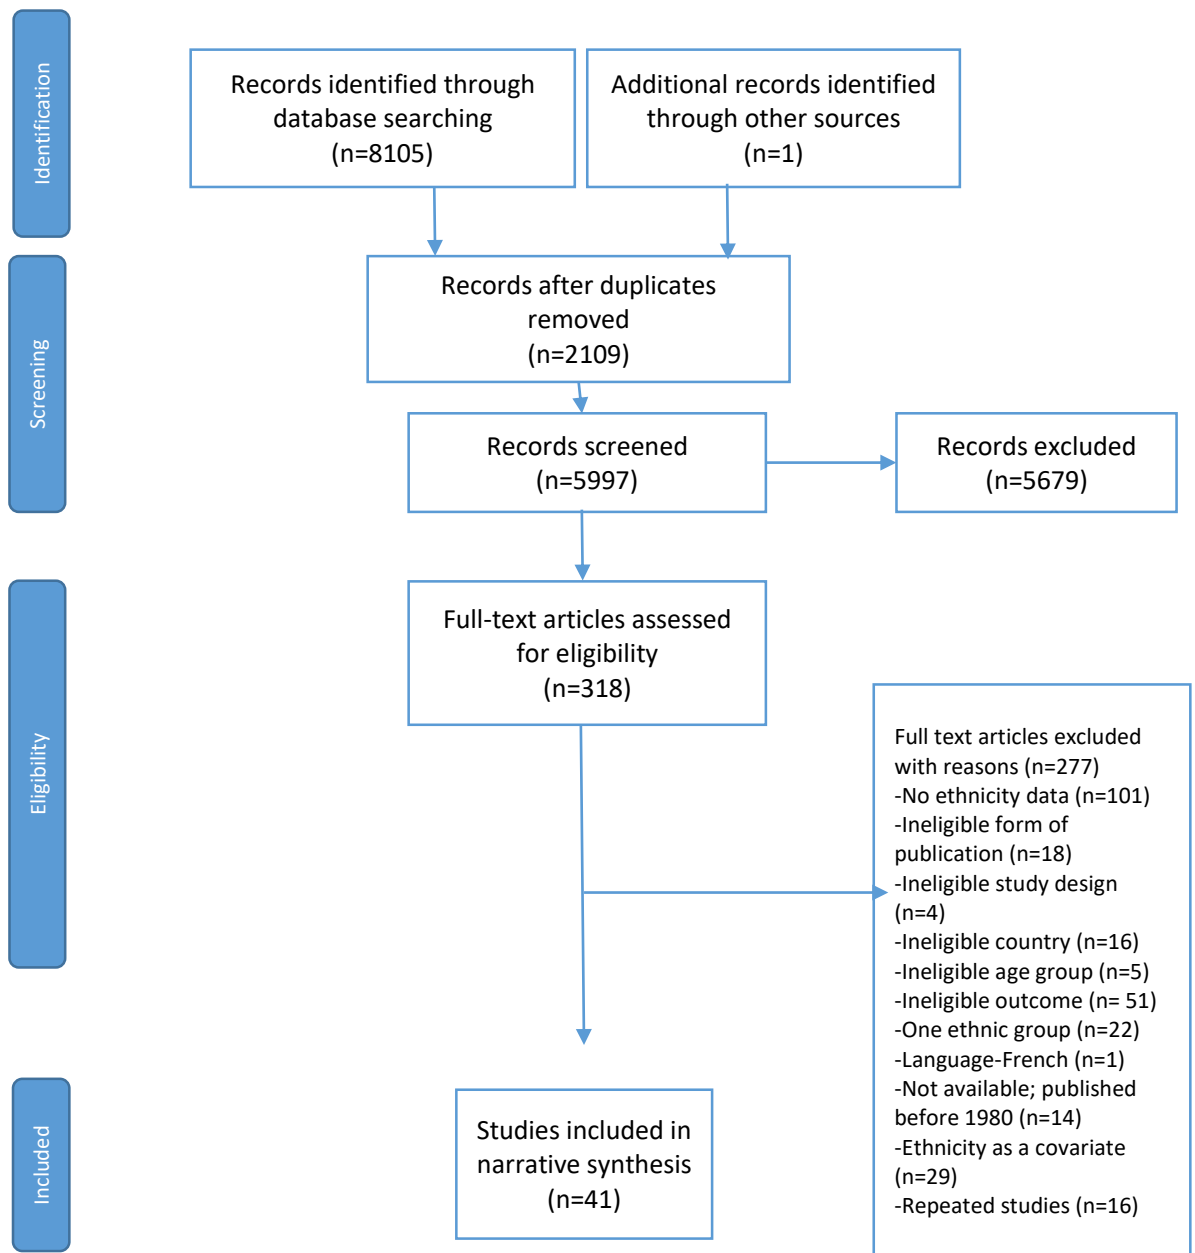 Identification
Records identified through
database searching
(n=8105)
Additional records identified
through other sources
(n=1)
Screening
Records after duplicates
removed
(n=2109)
Records screened
(n=5997)
Records excluded
(n=5679)
Eligibility
Full-text articles assessed
for eligibility
(n=318)
Full text articles excluded
with reasons (n=277)
-No ethnicity data (n=101)
-Ineligible form of
publication (n=18)
-Ineligible study design
(n=4)
-Ineligible country (n=16)
-Ineligible age group (n=5)
-Ineligible outcome (n= 51)
-One ethnic group (n=22)
-Language-French (n=1)
-Not available; published
before 1980 (n=14)
-Ethnicity as a covariate
(n=29)
-Repeated studies (n=16)
Included
Studies included in
narrative synthesis
(n=41)